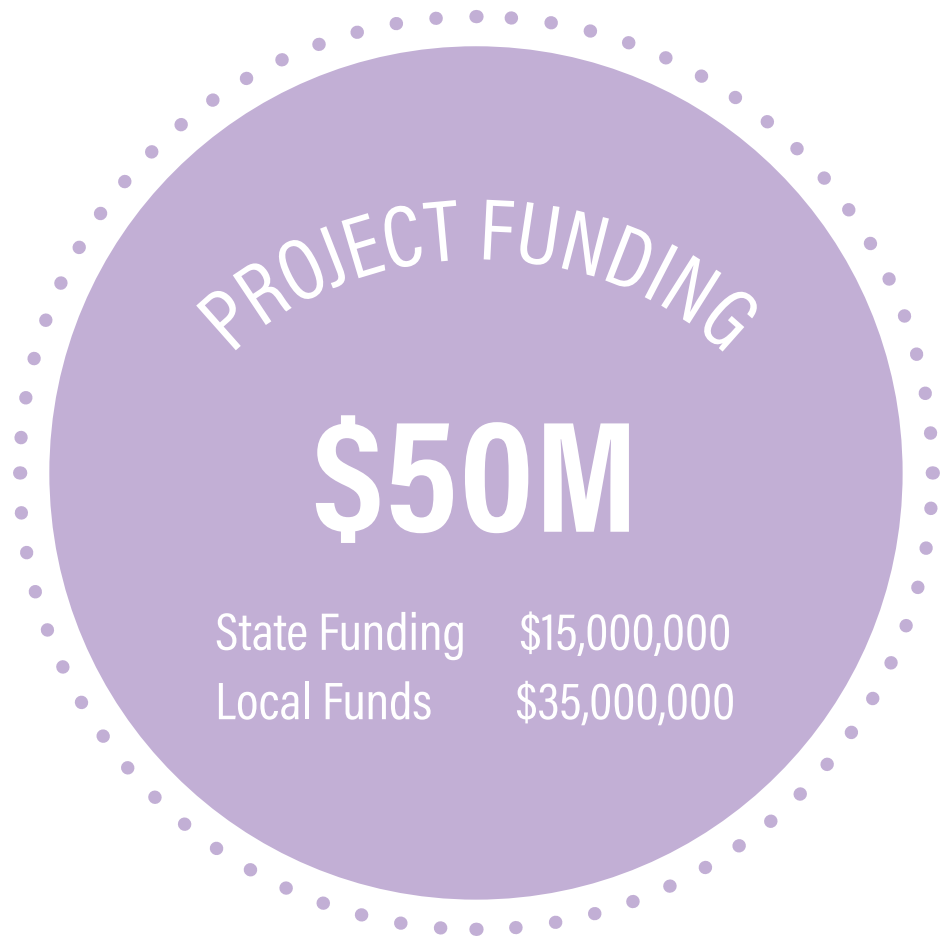 PROJECT FUNDING
$50M
State Funding $15,000,000
Local Funds $35,000,000